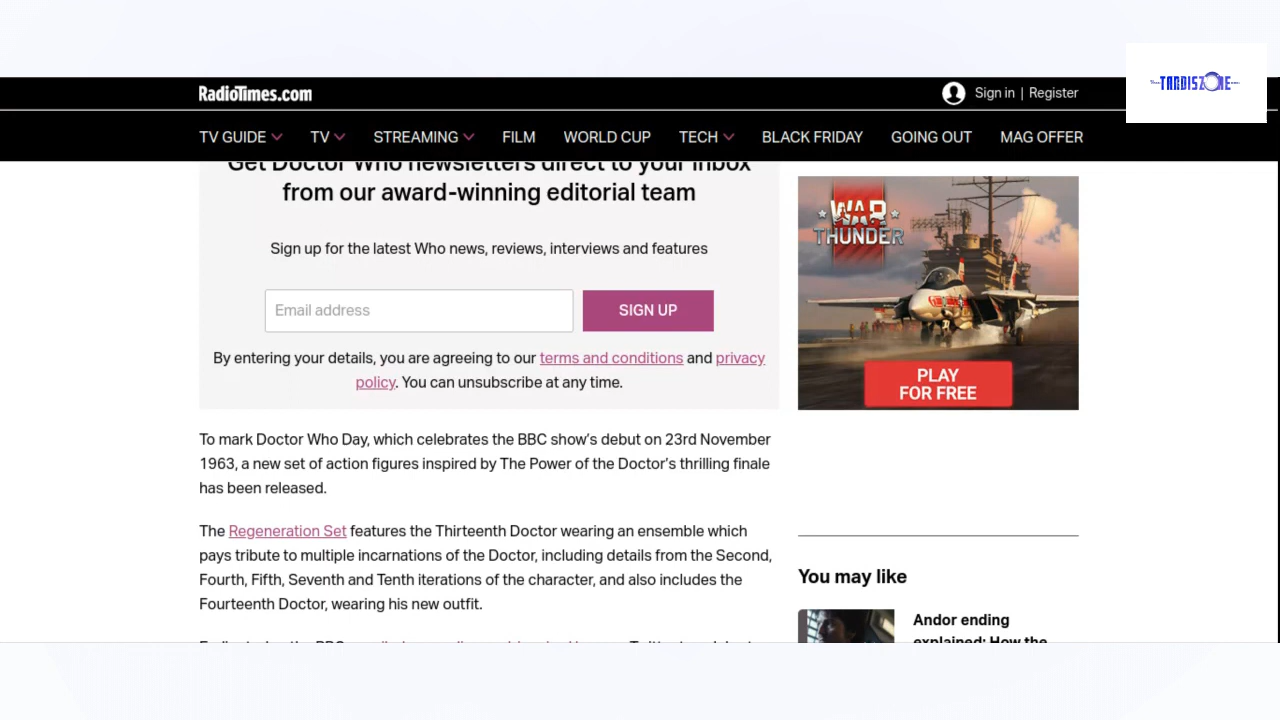 RadioTimes.com
Sign in | Register
TARDISZONE
TV GUIDE TV STREAMING FILM WORLD CUP TECH BLACK FRIDAY GOING OUT MAG OFFER
Get Doctor Who newsletters direct to your inbox
from our award-winning editorial team
Sign up for the latest Who news, reviews, interviews and features
Email address
SIGN UP
By entering your details, you are agreeing to our terms and conditions and privacy
policy. You can unsubscribe at any time.
To mark Doctor Who Day, which celebrates the BBC show's debut on 23rd November
1963, a new set of action figures inspired by The Power of the Doctor's thrilling finale
has been released.
The Regeneration Set features the Thirteenth Doctor wearing an ensemble which
pays tribute to multiple incarnations of the Doctor, including details from the Second,
Fourth, Fifth, Seventh and Tenth iterations of the character, and also includes the
Fourteenth Doctor, wearing his new outfit.
WAR
THUNDER
PLAY
FOR FREE
You may like
Andor ending
explained: How the